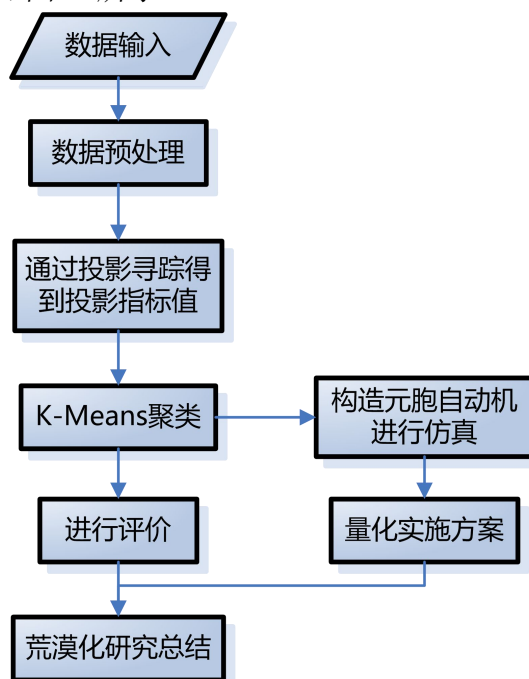 数据输入
数据预处理
通过投影寻踪得
到投影指标值
K-Means聚类
构造元胞自动机
进行仿真
进行评价
量化实施方案
荒漠化研究总结